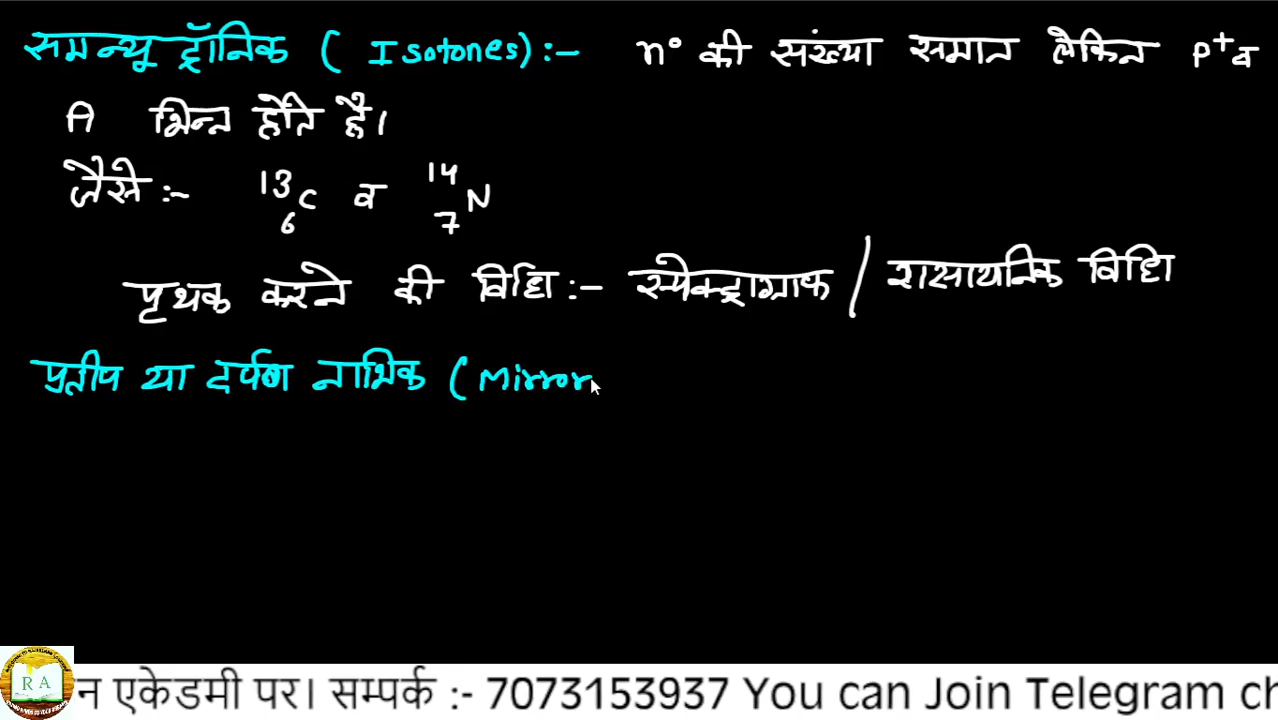 समन्यूट्रॉनिक ( Isotones) :- n° की संख्या समान लेकिन p⁺ व
A भिन्न होते है।
जैसे :- ¹³₆C व ¹⁴₇N
पृथक करने की विधि :- स्पेक्ट्राग्राफ / रासायनिक विधि
प्रतीप या दर्पण नाभिक ( Mirror
RA
न एकेडमी पर। सम्पर्क :- 7073153937 You can Join Telegram ch